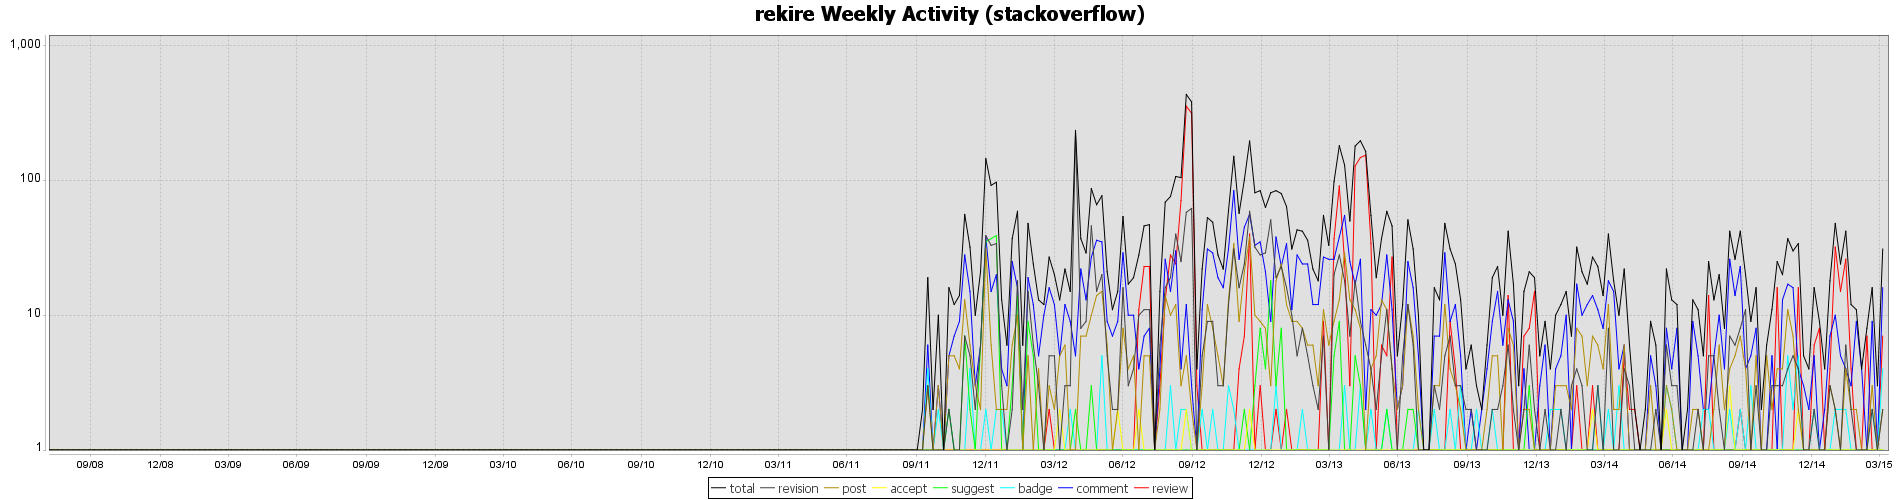 rekire Weekly Activity (stackoverflow)
1,000
100
10
1
09/08 12/08 03/09 06/09 09/09 12/09 03/10 06/10 09/10 12/10 03/11 06/11 09/11 12/11 03/12 06/12 09/12 12/12 03/13 06/13 09/13 12/13 03/14 06/14 09/14 12/14 03/15
total revision post accept suggest badge comment review